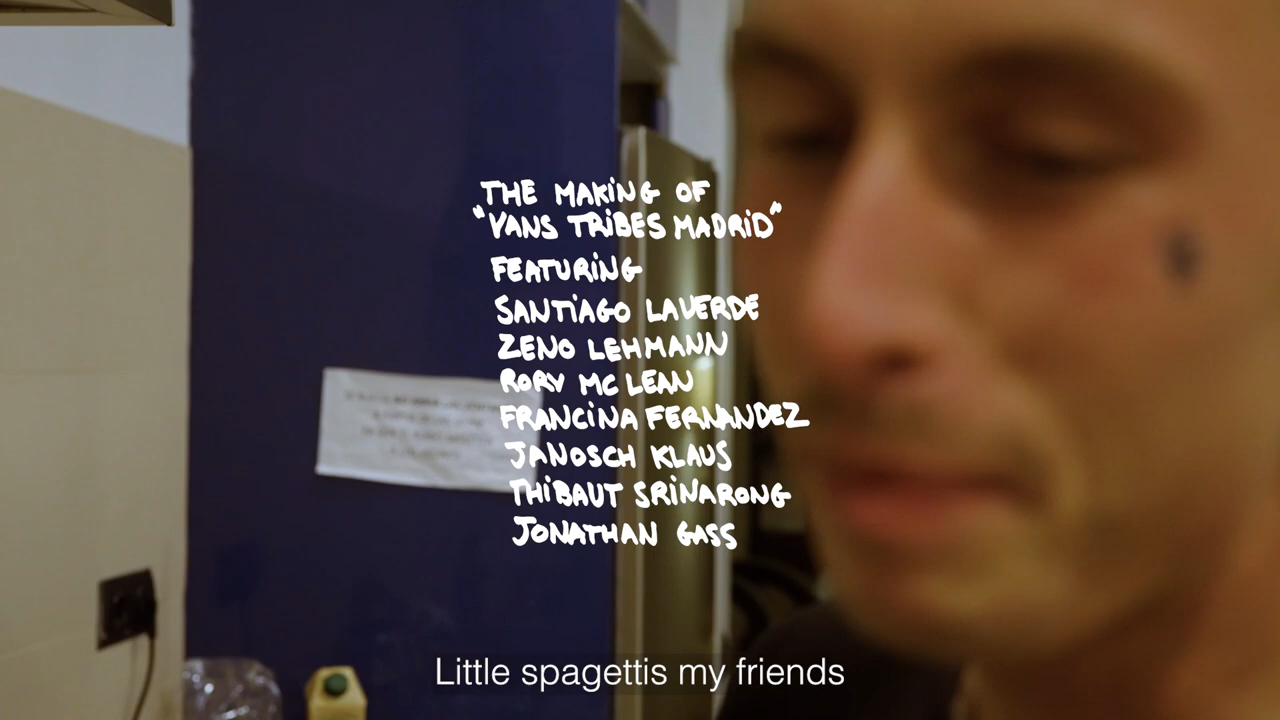 THE MAKiNG OF
"VANS TRiBES MADRiD"
FEATURiNG
SANTiAGO LAVERDE
ZENO LEHMANN
RORY MC LEAN
FRANCiNA FERNANDEZ
JANOSCH KLAUS
THiBAUT SRiNARONG
JONATHAN GASS
Little spagettis my friends